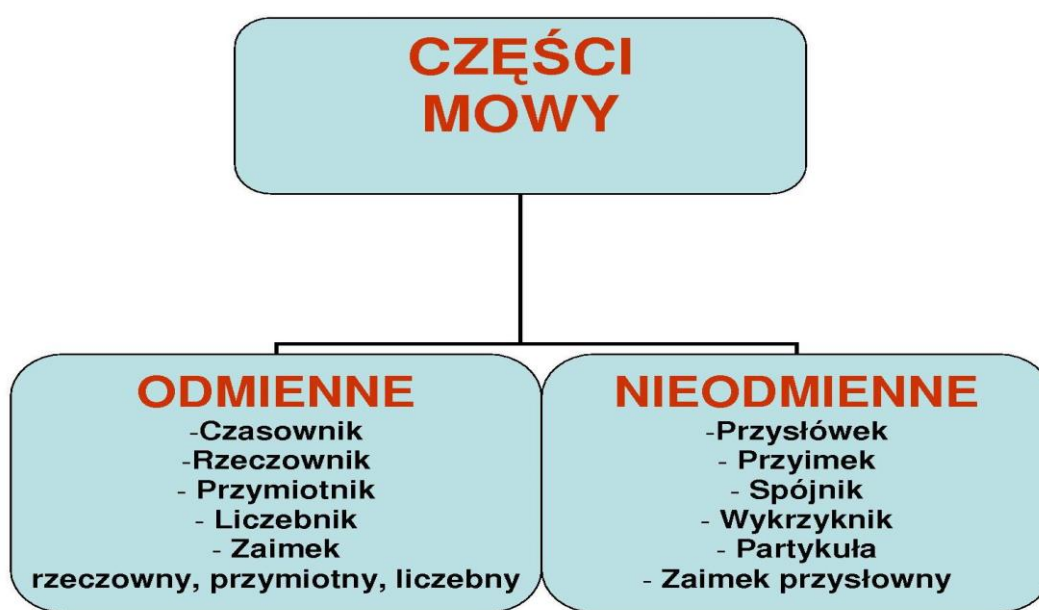 CZĘŚCI
MOWY
ODMIENNE
-Czasownik
-Rzeczownik
- Przymiotnik
- Liczebnik
- Zaimek
rzeczowny, przymiotny, liczebny
NIEODMIENNE
-Przysłówek
- Przyimek
- Spójnik
- Wykrzyknik
- Partykuła
- Zaimek przysłowny